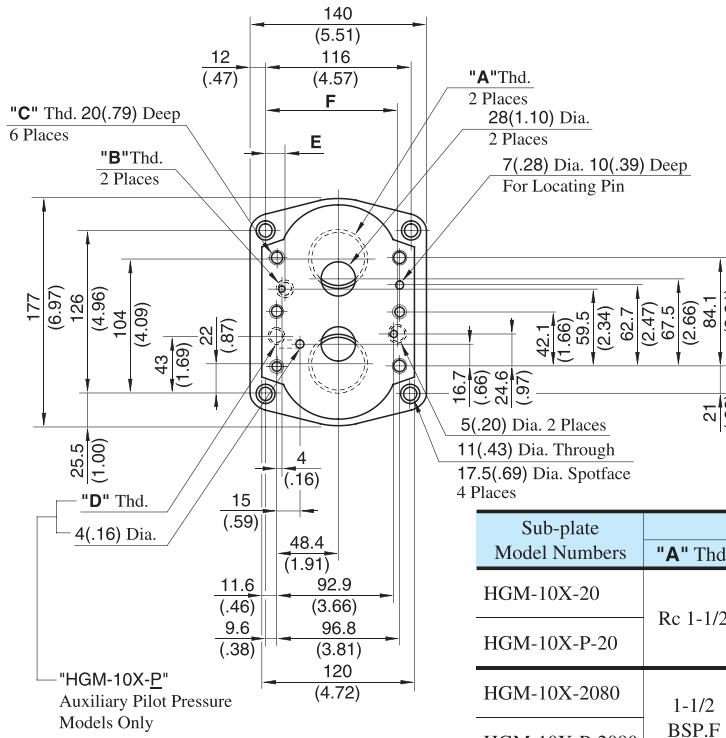 140
(5.51)
12
(.47)
116
(4.57)
F
E
"A"Thd.
2 Places
28(1.10) Dia.
2 Places
"C" Thd. 20(.79) Deep
6 Places
"B"Thd.
2 Places
7(.28) Dia. 10(.39) Deep
For Locating Pin
177
(6.97)
126
(4.96)
104
(4.09)
43
(1.69)
22
(.87)
25.5
(1.00)
42.1
(1.66)
59.5
(2.34)
62.7
(2.47)
67.5
(2.66)
84.1
16.7
(.66)
24.6
(.97)
21
5(.20) Dia. 2 Places
11(.43) Dia. Through
17.5(.69) Dia. Spotface
4 Places
4
(.16)
"D" Thd.
15
(.59)
4(.16) Dia.
48.4
(1.91)
11.6
(.46)
92.9
(3.66)
9.6
(.38)
96.8
(3.81)
120
(4.72)
"HGM-10X-P"
Auxiliary Pilot Pressure
Models Only
Sub-plate
Model Numbers
"A" Thd
HGM-10X-20
Rc 1-1/2
HGM-10X-P-20
HGM-10X-2080
1-1/2
BSP.F
HGM-10X-P-2080